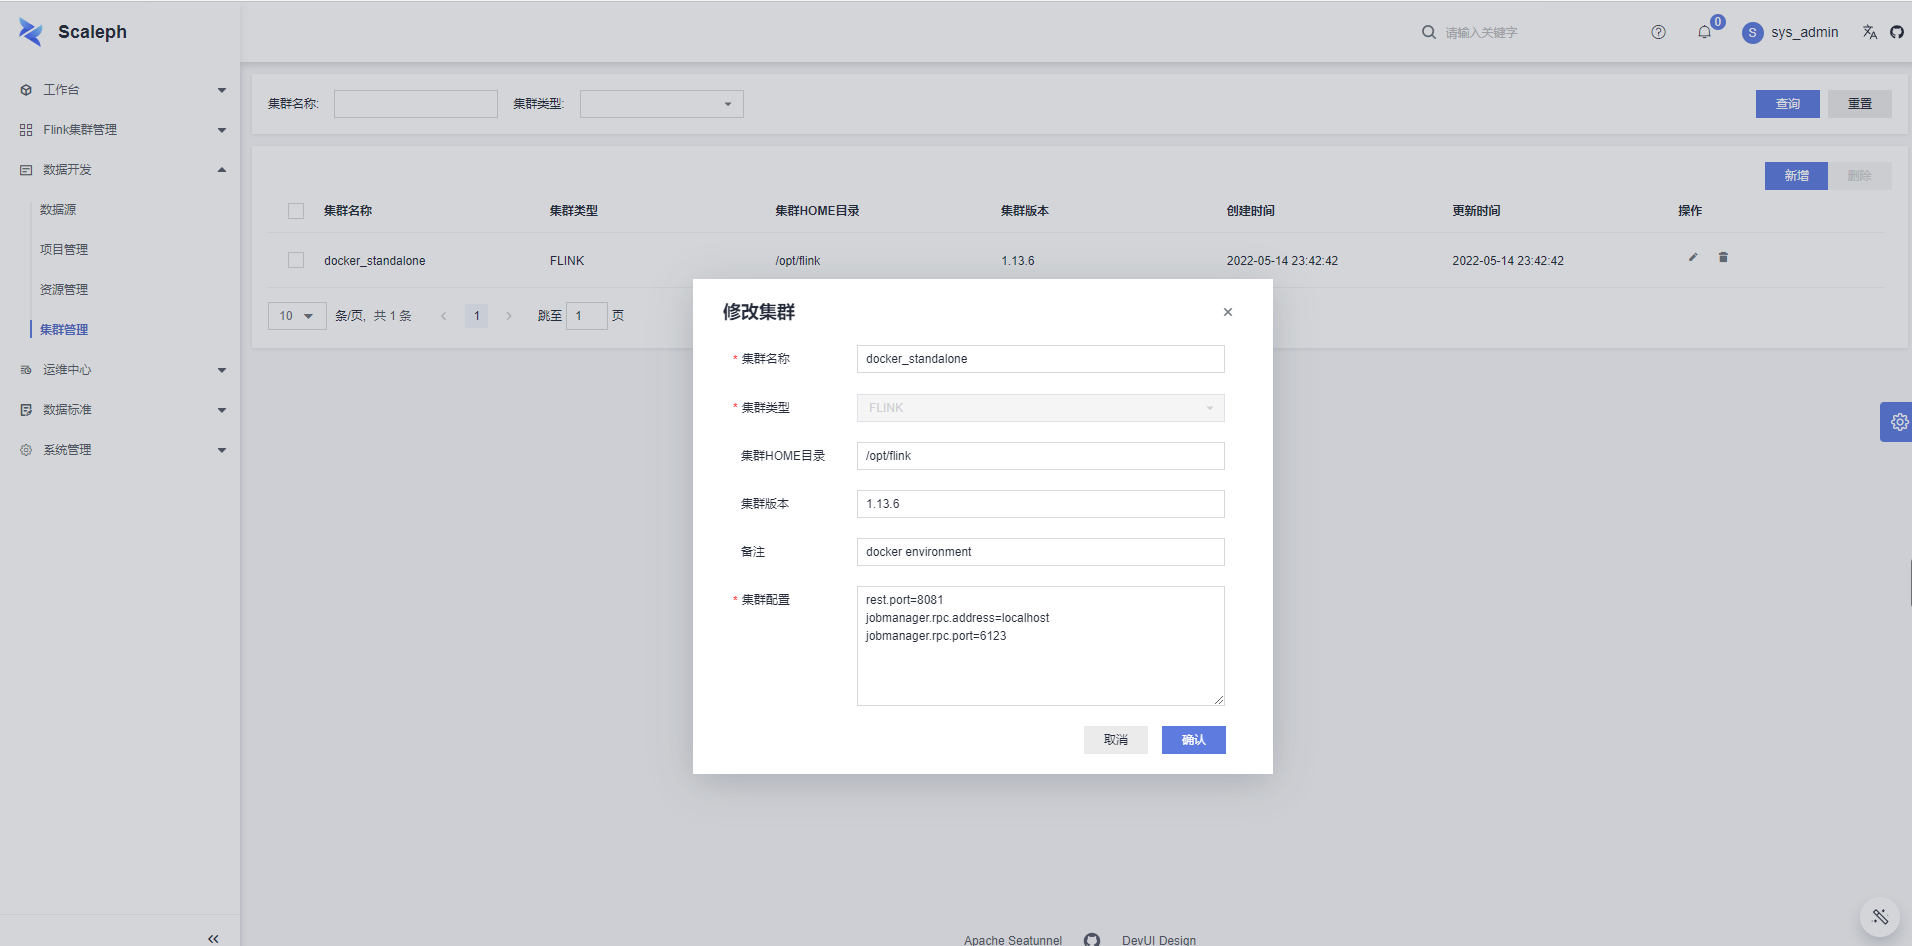 Scaleph
请输入关键字
0
S
sys_admin
工作台
Flink集群管理
数据开发
数据源
项目管理
资源管理
集群管理
运维中心
数据标准
系统管理
集群名称:
集群类型:
查询
重置
新增
删除
集群名称 集群类型 集群HOME目录 集群版本 创建时间 更新时间 操作
docker_standalone FLINK /opt/flink 1.13.6 2022-05-14 23:42:42 2022-05-14 23:42:42
10 条/页, 共 1 条 1 跳至 1 页
修改集群
* 集群名称 docker_standalone
* 集群类型 FLINK
集群HOME目录 /opt/flink
集群版本 1.13.6
备注 docker environment
* 集群配置 rest.port=8081
jobmanager.rpc.address=localhost
jobmanager.rpc.port=6123
取消
确认
Apache Seatunnel
DevUI Design